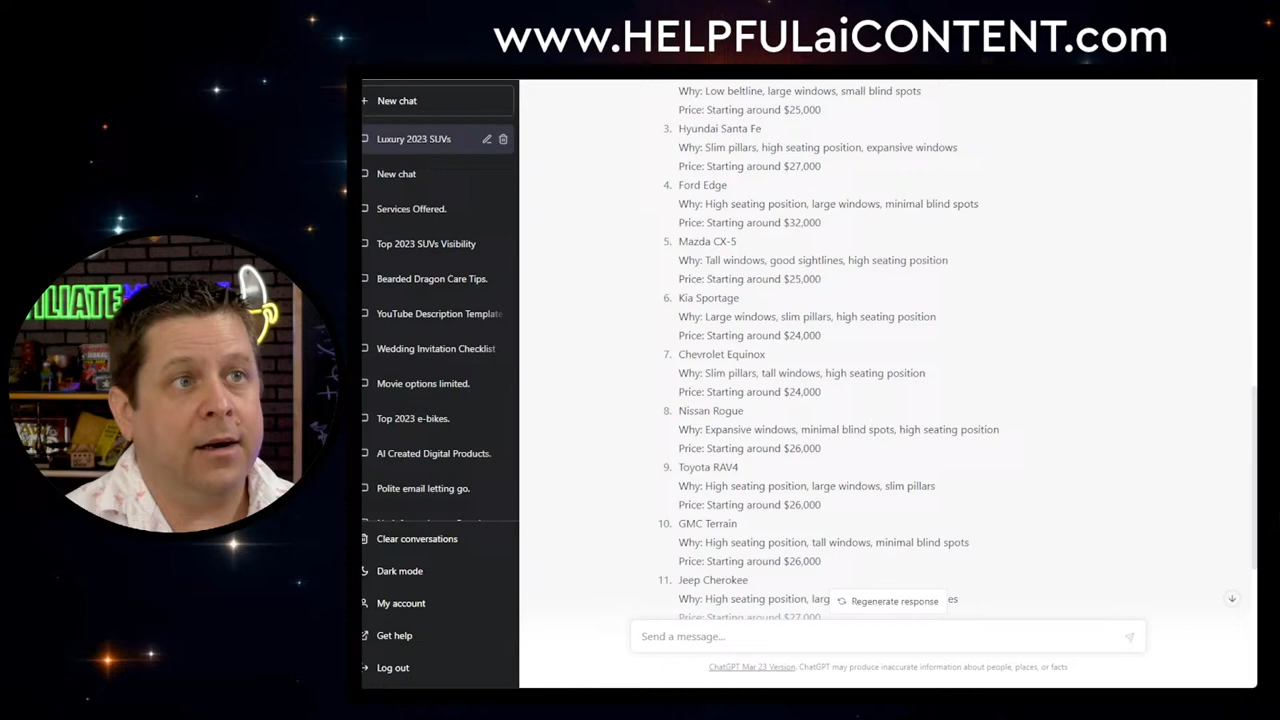 www.HELPFULaiCONTENT.com
New chat
Luxury 2023 SUVs
New chat
Services Offered.
Top 2023 SUVs Visibility
Bearded Dragon Care Tips.
YouTube Description Template
Wedding Invitation Checklist
Movie options limited.
Top 2023 e-bikes.
AI Created Digital Products.
Polite email letting go.
Clear conversations
Dark mode
My account
Get help
Log out
Why: Low beltline, large windows, small blind spots
Price: Starting around $25,000
3. Hyundai Santa Fe
Why: Slim pillars, high seating position, expansive windows
Price: Starting around $27,000
4. Ford Edge
Why: High seating position, large windows, minimal blind spots
Price: Starting around $32,000
5. Mazda CX-5
Why: Tall windows, good sightlines, high seating position
Price: Starting around $25,000
6. Kia Sportage
Why: Large windows, slim pillars, high seating position
Price: Starting around $24,000
7. Chevrolet Equinox
Why: Slim pillars, tall windows, high seating position
Price: Starting around $24,000
8. Nissan Rogue
Why: Expansive windows, minimal blind spots, high seating position
Price: Starting around $26,000
9. Toyota RAV4
Why: High seating position, large windows, slim pillars
Price: Starting around $26,000
10. GMC Terrain
Why: High seating position, tall windows, minimal blind spots
Price: Starting around $26,000
11. Jeep Cherokee
Why: High seating position,
Price: Starting around $27,000
Regenerate response
Send a message...
ChatGPT Mar 23 Version. ChatGPT may produce inaccurate information about people, places, or facts
ILIATE